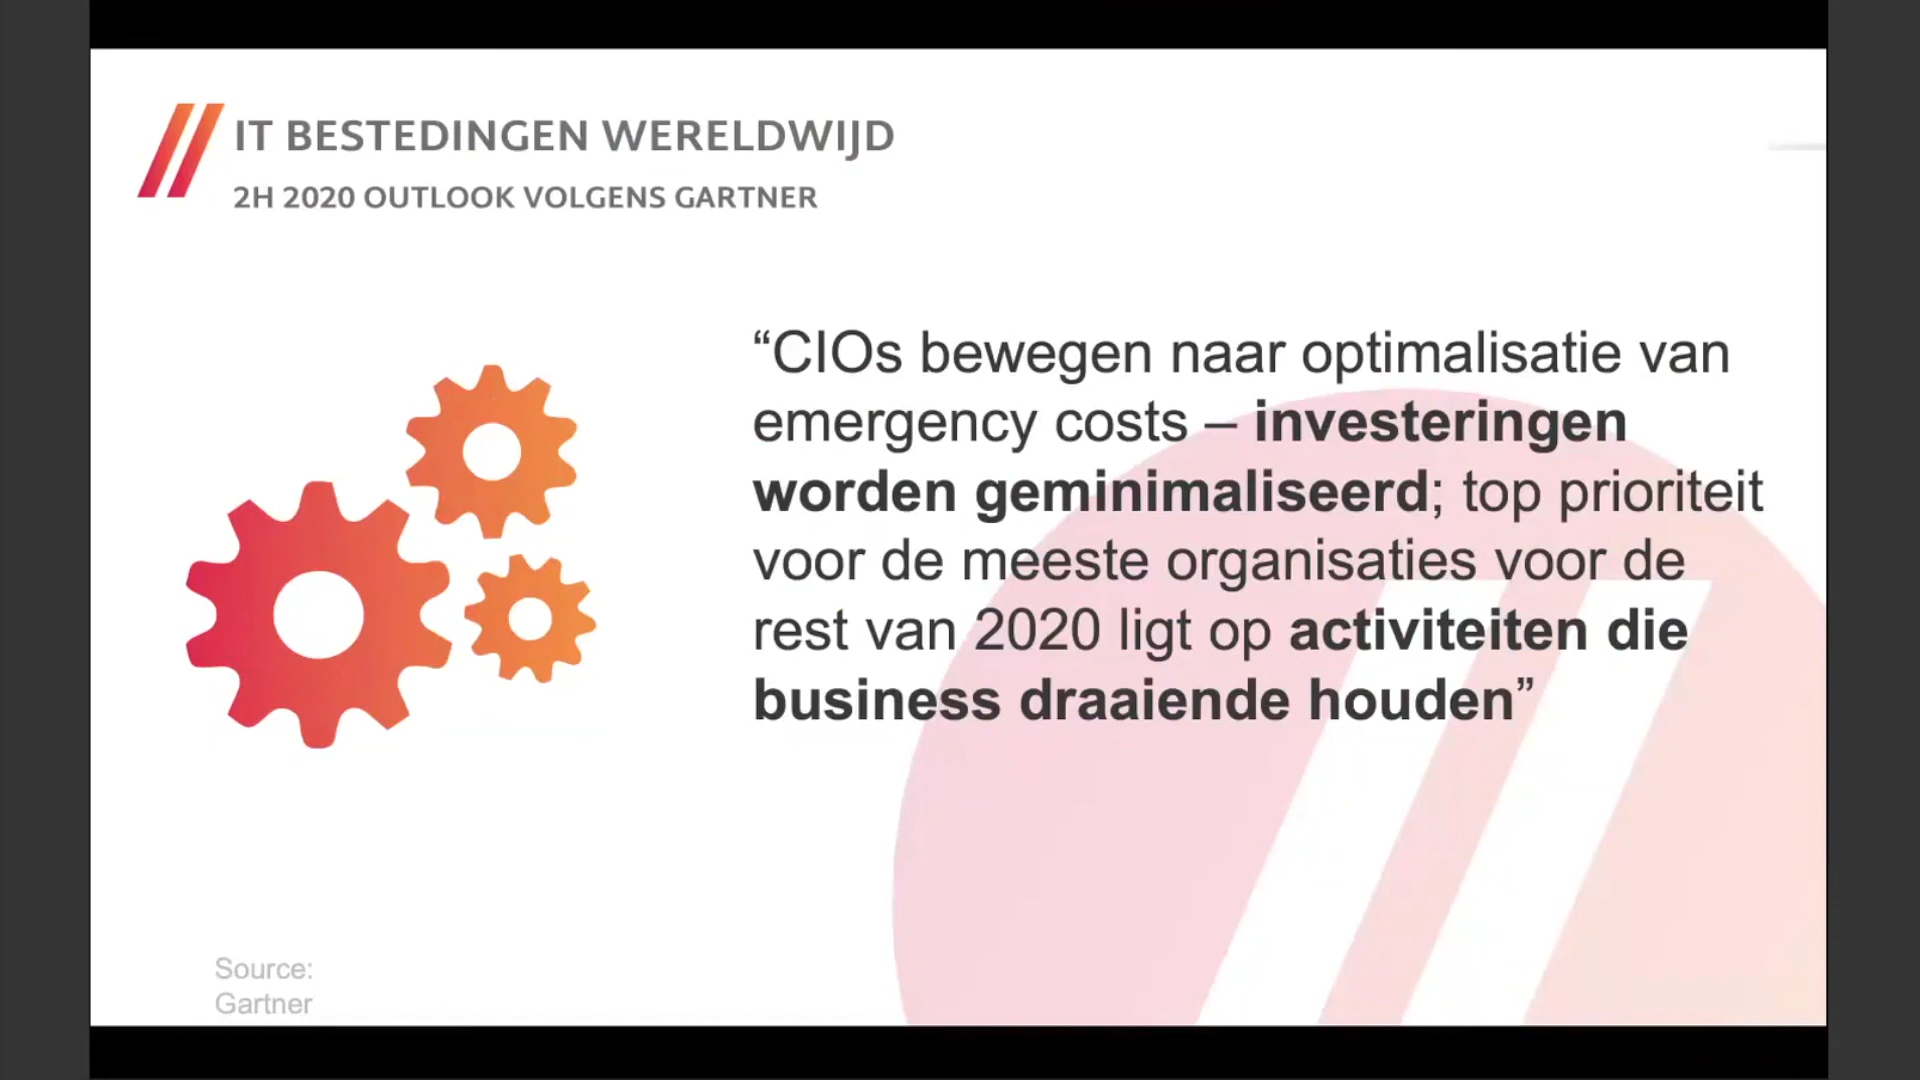 IT BESTEDINGEN WERELDWIJD
2H 2020 OUTLOOK VOLGENS GARTNER
“CIOs bewegen naar optimalisatie van
emergency costs – investeringen
worden geminimaliseerd; top prioriteit
voor de meeste organisaties voor de
rest van 2020 ligt op activiteiten die
business draaiende houden”
Source:
Gartner